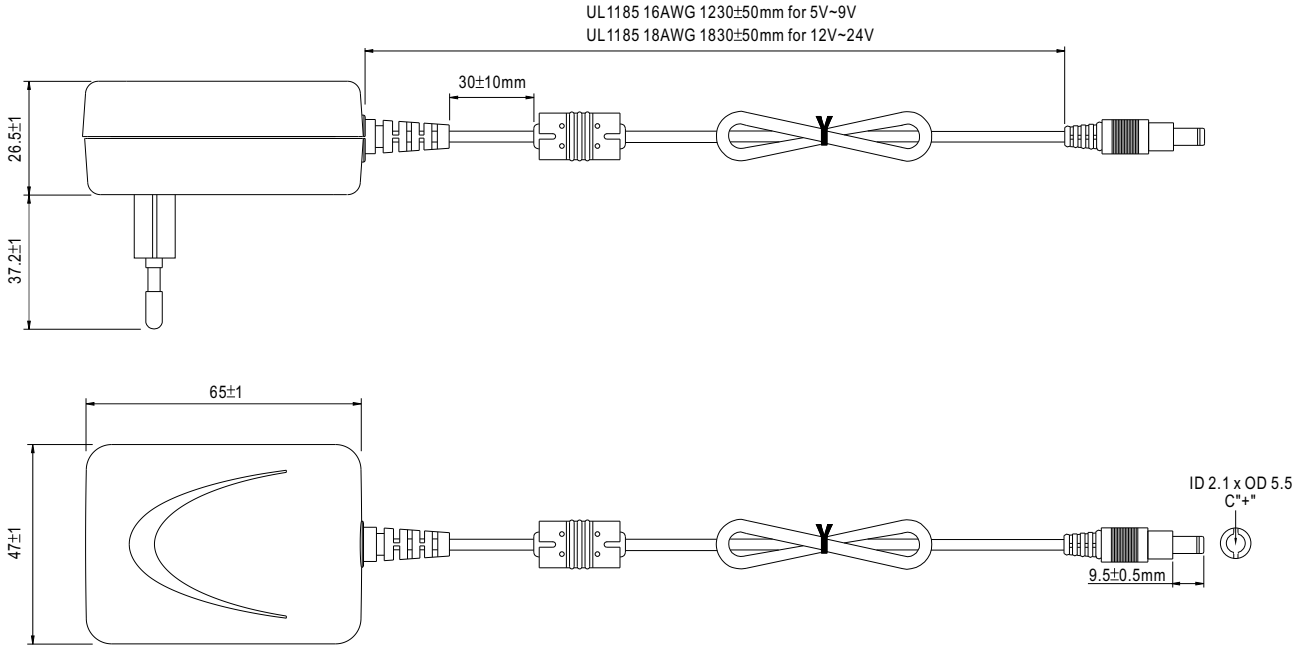 UL1185 16AWG 1230±50mm for 5V~9V
UL1185 18AWG 1830±50mm for 12V~24V
30±10mm
26.5±1
37.2±1
65±1
47±1
ID 2.1 x OD 5.5
C"+"
9.5±0.5mm